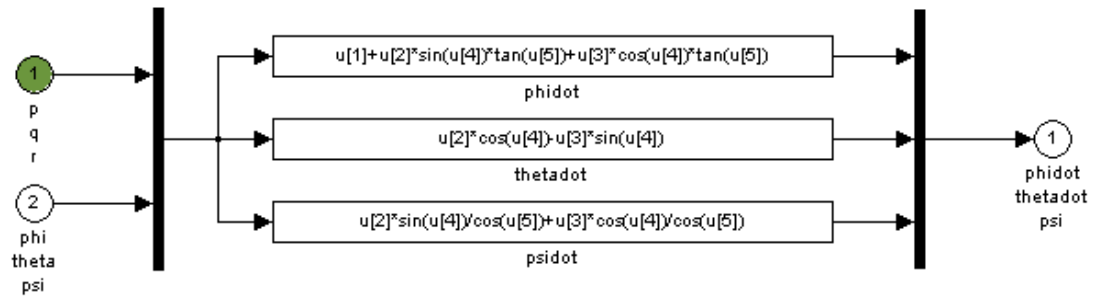 1
p
q
r
2
phi
theta
psi
u[1]+u[2]*sin(u[4])*tan(u[5])+u[3]*cos(u[4])*tan(u[5])
phidot
u[2]*cos(u[4])-u[3]*sin(u[4])
thetadot
u[2]*sin(u[4])/cos(u[5])+u[3]*cos(u[4])/cos(u[5])
psidot
1
phidot
thetadot
psi